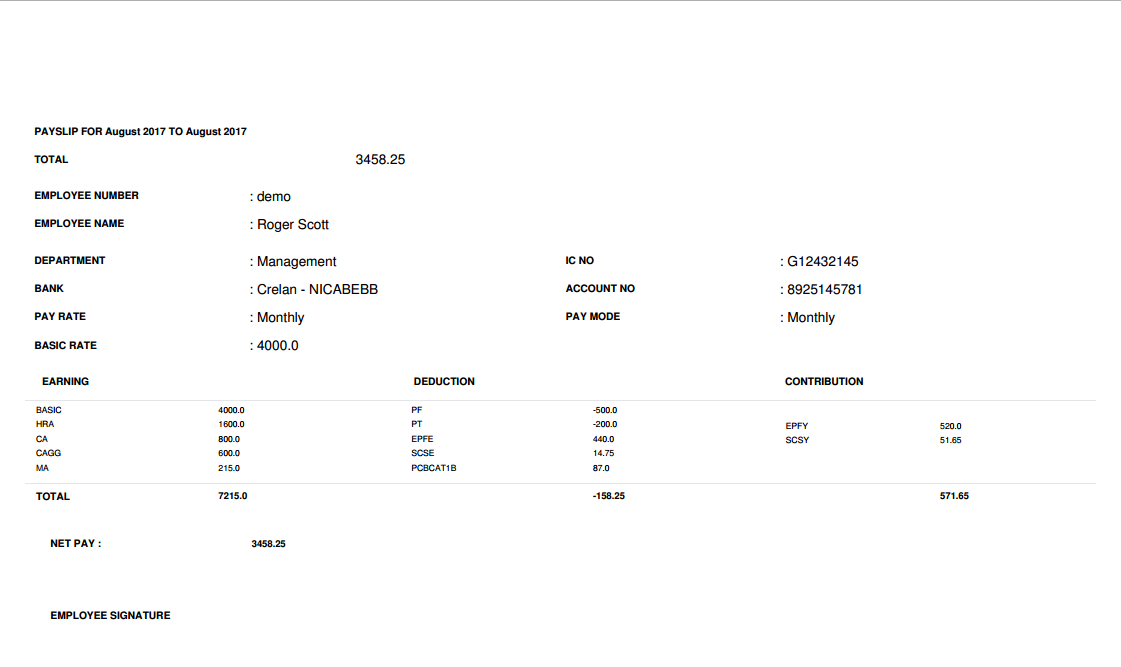 PAYSLIP FOR August 2017 TO August 2017
TOTAL 3458.25
EMPLOYEE NUMBER : demo
EMPLOYEE NAME : Roger Scott
DEPARTMENT : Management IC NO : G12432145
BANK : Crelan - NICABEBB ACCOUNT NO : 8925145781
PAY RATE : Monthly PAY MODE : Monthly
BASIC RATE : 4000.0
EARNING DEDUCTION CONTRIBUTION
BASIC 4000.0 PF -500.0
HRA 1600.0 PT -200.0 EPFY 520.0
CA 800.0 EPFE 440.0 SCSY 51.65
CAGG 600.0 SCSE 14.75
MA 215.0 PCBCAT1B 87.0
TOTAL 7215.0 -158.25 571.65
NET PAY : 3458.25
EMPLOYEE SIGNATURE